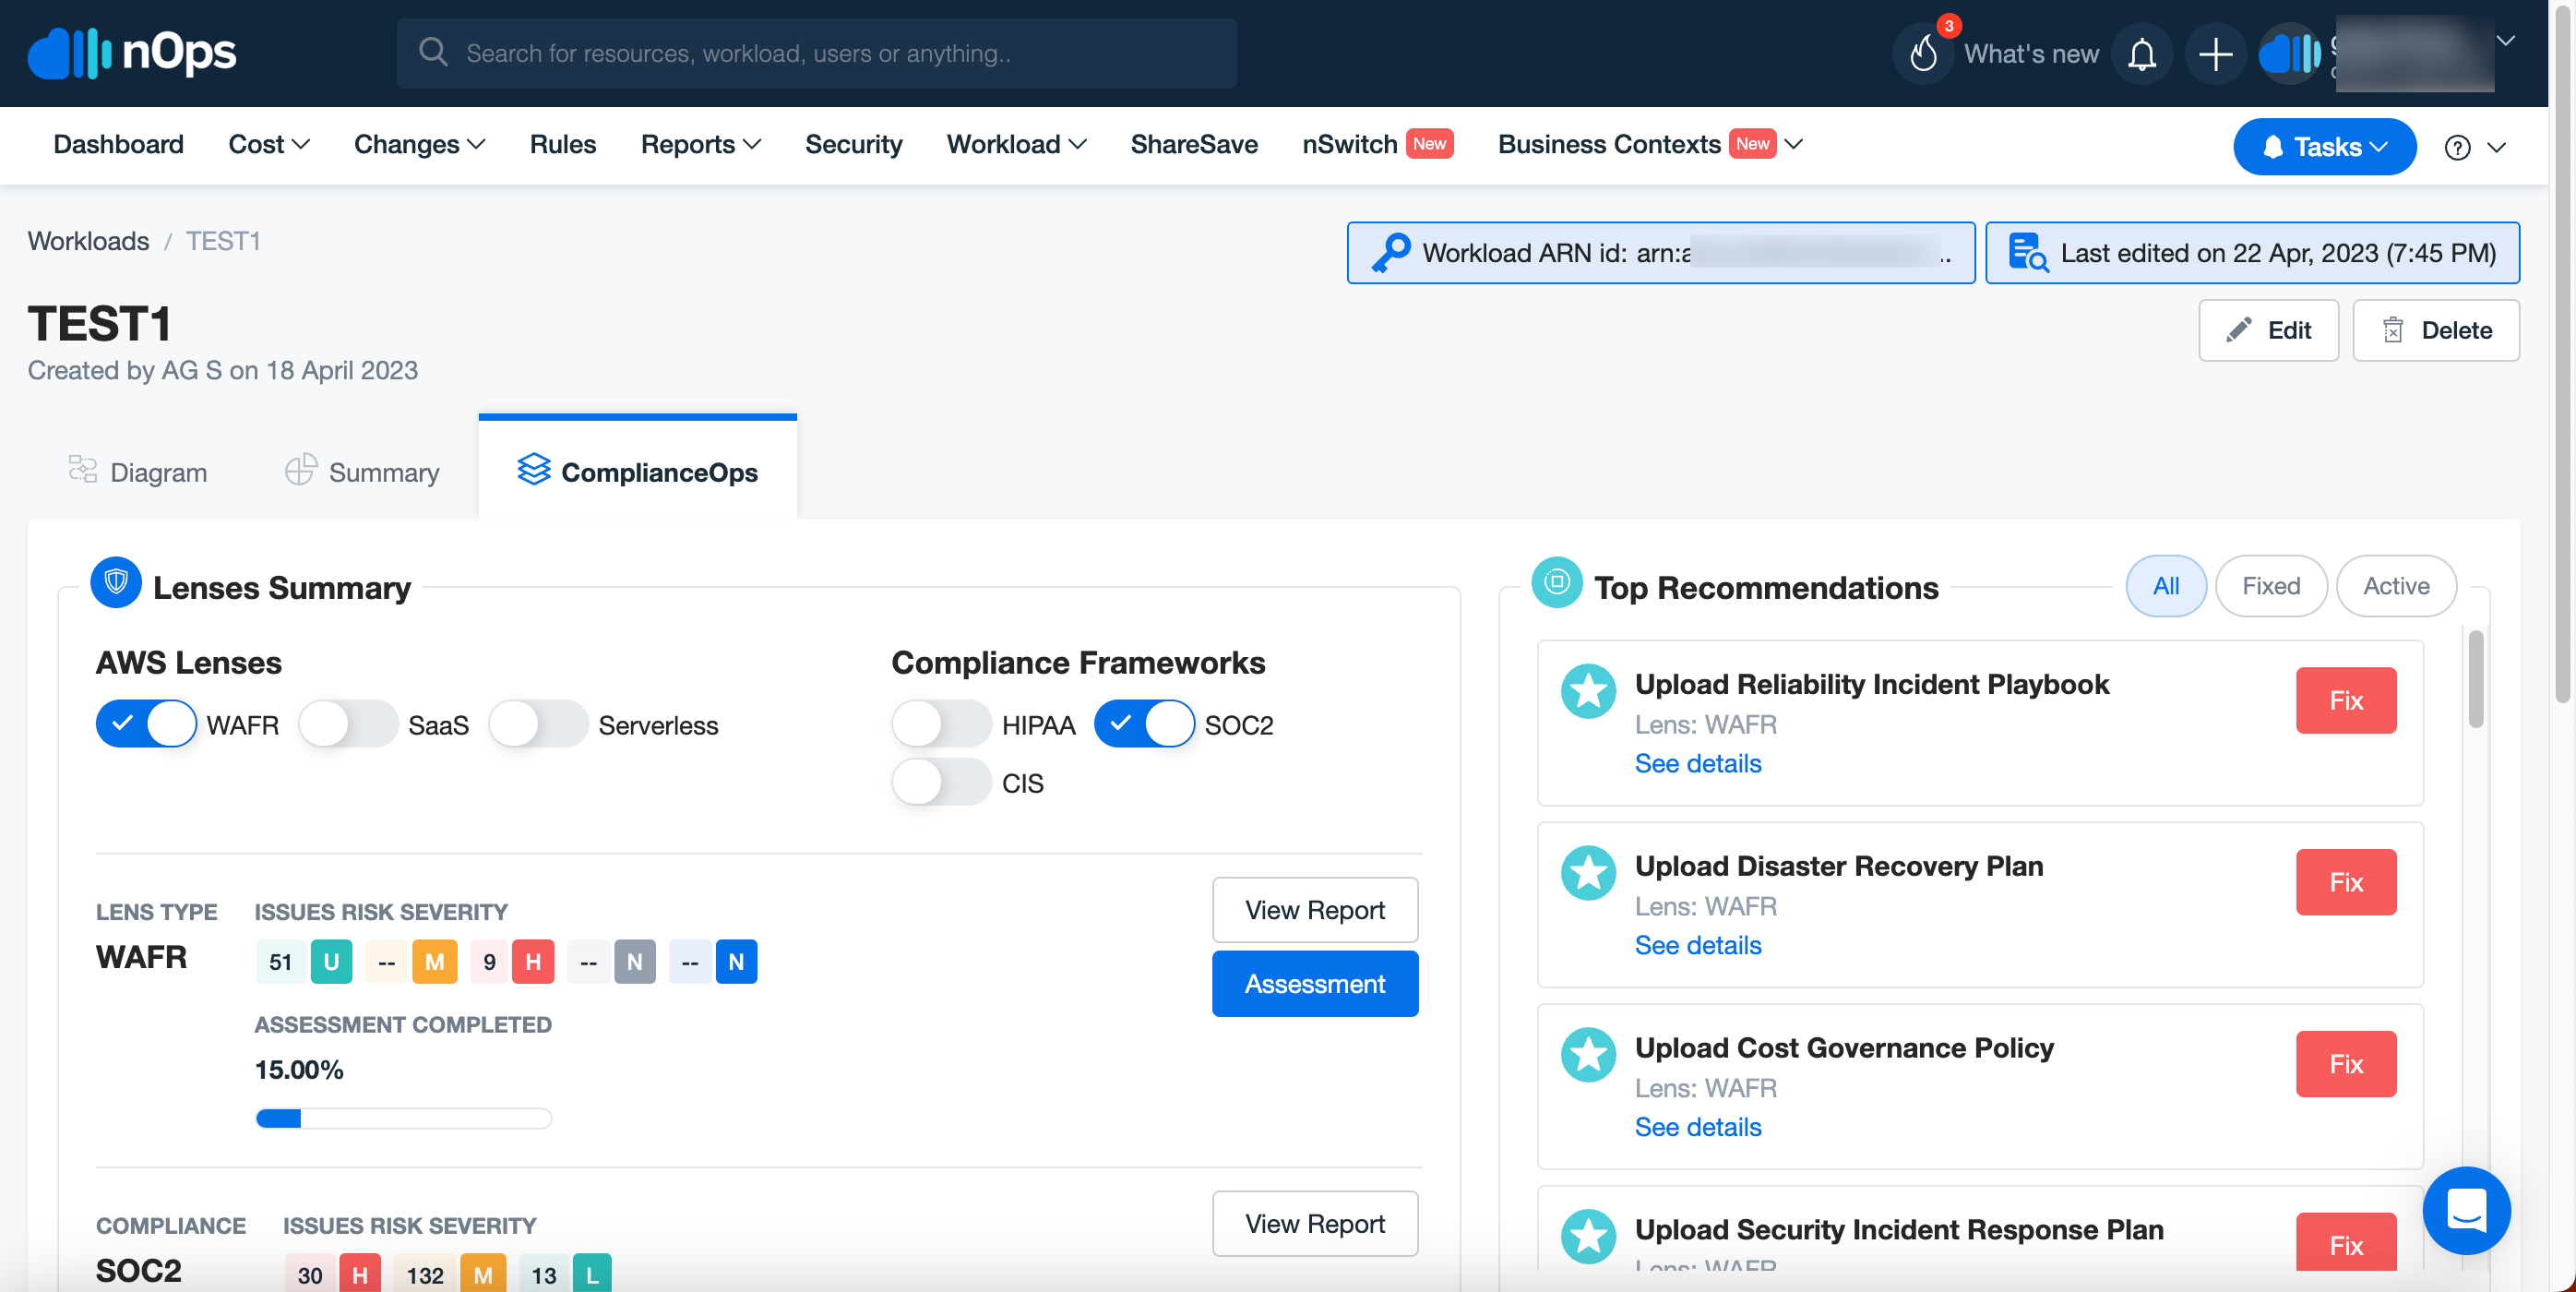 nOps
Search for resources, workload, users or anything..
3
What's new
Dashboard Cost Changes Rules Reports Security Workload ShareSave nSwitch New Business Contexts New Tasks ?
Workloads / TEST1
Workload ARN id: arn:a ..
Last edited on 22 Apr, 2023 (7:45 PM)
TEST1
Created by AG S on 18 April 2023
Edit Delete
Diagram Summary ComplianceOps
Lenses Summary
AWS Lenses
WAFR SaaS Serverless
Compliance Frameworks
HIPAA SOC2
CIS
LENS TYPE
WAFR
ISSUES RISK SEVERITY
51 U -- M 9 H -- N -- N
ASSESSMENT COMPLETED
15.00%
View Report
Assessment
COMPLIANCE
SOC2
ISSUES RISK SEVERITY
30 H 132 M 13 L
View Report
Top Recommendations
All Fixed Active
Upload Reliability Incident Playbook
Lens: WAFR
See details
Fix
Upload Disaster Recovery Plan
Lens: WAFR
See details
Fix
Upload Cost Governance Policy
Lens: WAFR
See details
Fix
Upload Security Incident Response Plan
Lens: WAFR
Fix